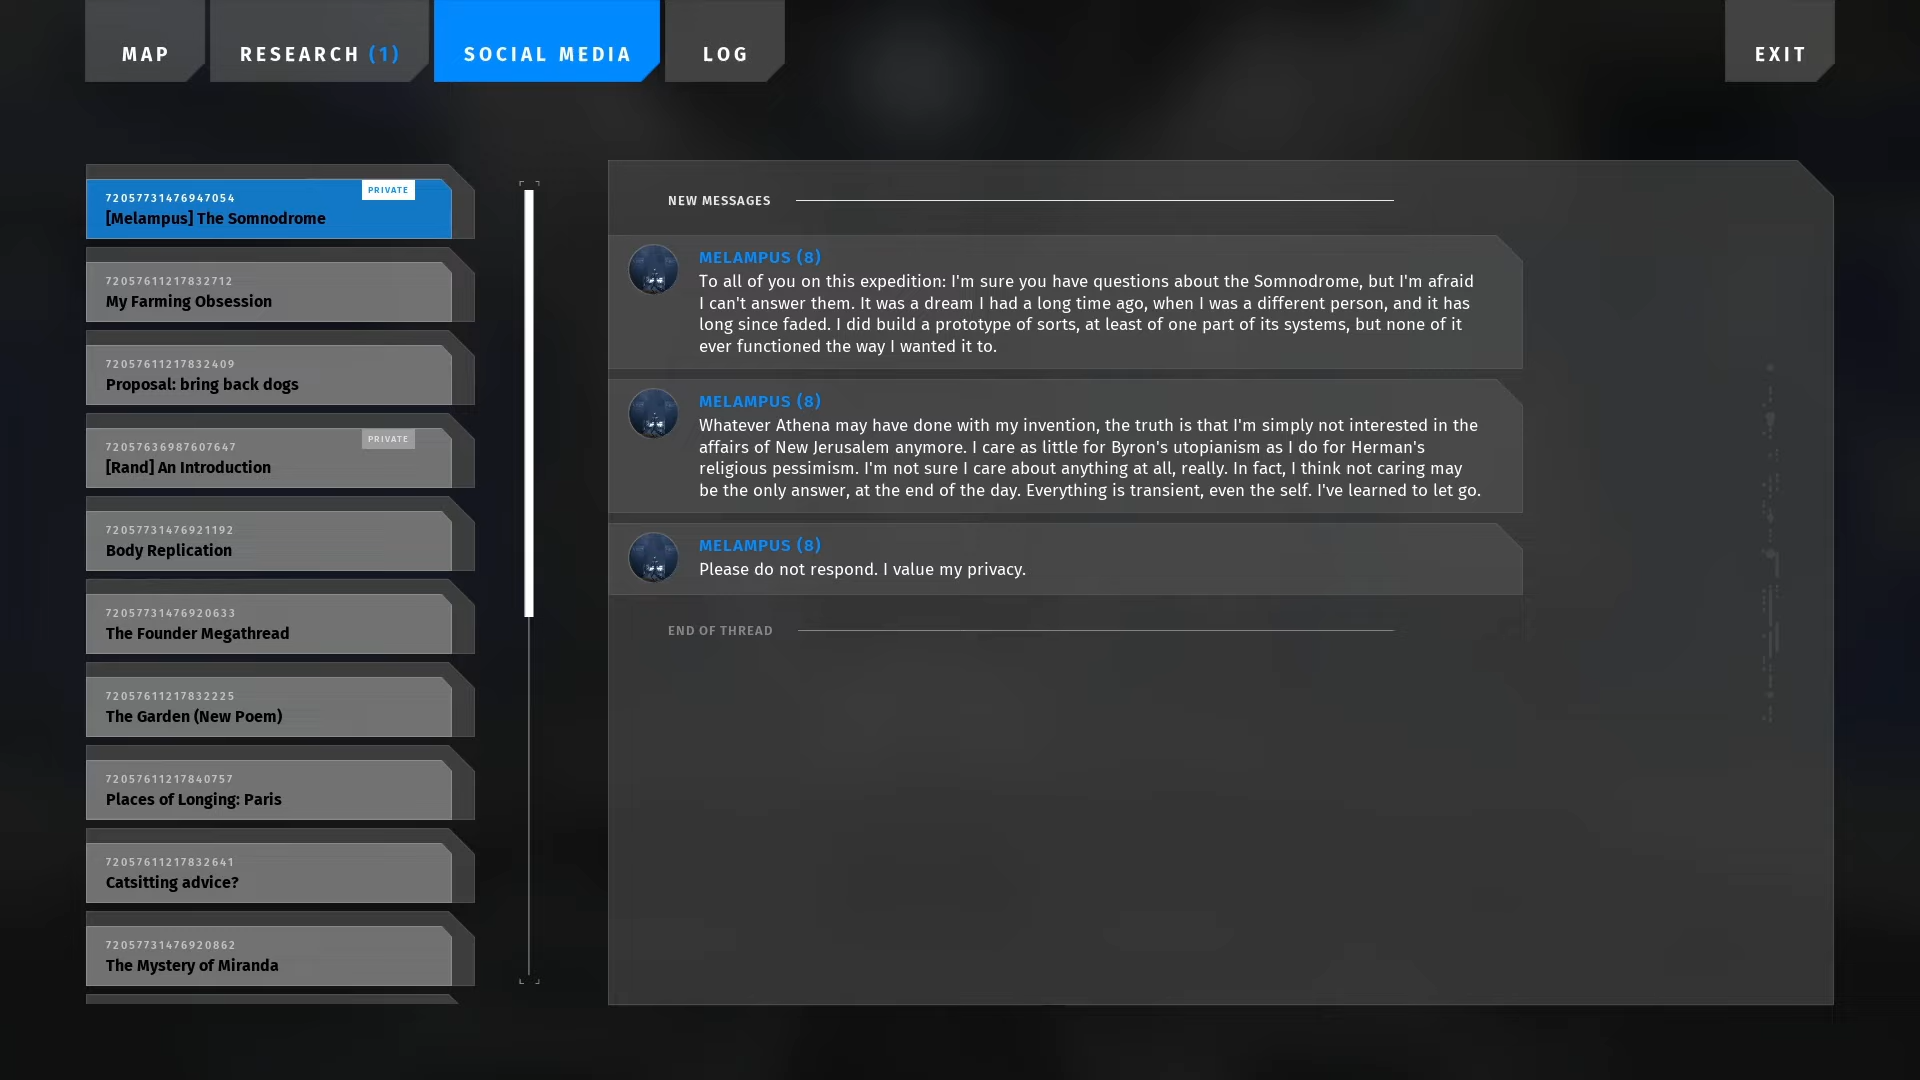 MAP
RESEARCH (1)
SOCIAL MEDIA
LOG
EXIT
72057731476947054
PRIVATE
[Melampus] The Somnodrome
72057611217832712
My Farming Obsession
72057611217832409
Proposal: bring back dogs
72057636987607647
PRIVATE
[Rand] An Introduction
72057731476921192
Body Replication
72057731476920633
The Founder Megathread
72057611217832225
The Garden (New Poem)
72057611217840757
Places of Longing: Paris
72057611217832641
Catsitting advice?
72057731476920862
The Mystery of Miranda
NEW MESSAGES
MELAMPUS (8)
To all of you on this expedition: I'm sure you have questions about the Somnodrome, but I'm afraid
I can't answer them. It was a dream I had a long time ago, when I was a different person, and it has
long since faded. I did build a prototype of sorts, at least of one part of its systems, but none of it
ever functioned the way I wanted it to.
MELAMPUS (8)
Whatever Athena may have done with my invention, the truth is that I'm simply not interested in the
affairs of New Jerusalem anymore. I care as little for Byron's utopianism as I do for Herman's
religious pessimism. I'm not sure I care about anything at all, really. In fact, I think not caring may
be the only answer, at the end of the day. Everything is transient, even the self. I've learned to let go.
MELAMPUS (8)
Please do not respond. I value my privacy.
END OF THREAD